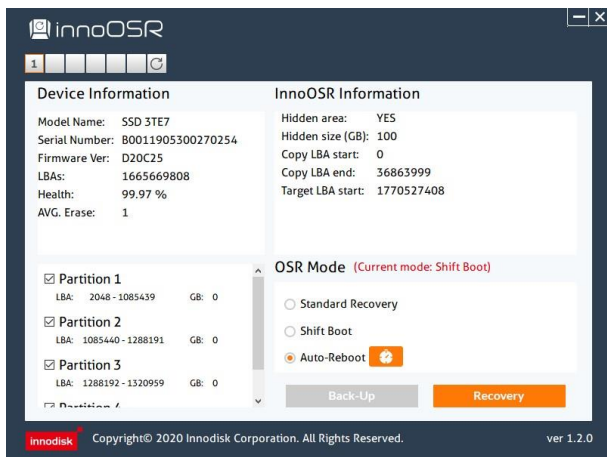 innoOSR
1
Device Information
Model Name: SSD 3TE7
Serial Number: B0011905300270254
Firmware Ver: D20C25
LBAs: 1665669808
Health: 99.97 %
AVG. Erase: 1
InnoOSR Information
Hidden area: YES
Hidden size (GB): 100
Copy LBA start: 0
Copy LBA end: 36863999
Target LBA start: 1770527408
Partition 1
LBA: 2048 - 1085439 GB: 0
Partition 2
LBA: 1085440 - 1288191 GB: 0
Partition 3
LBA: 1288192 - 1320959 GB: 0
Partition
OSR Mode (Current mode: Shift Boot)
Standard Recovery
Shift Boot
Auto-Reboot
Back-Up
Recovery
innodisk Copyright© 2020 Innodisk Corporation. All Rights Reserved. ver 1.2.0